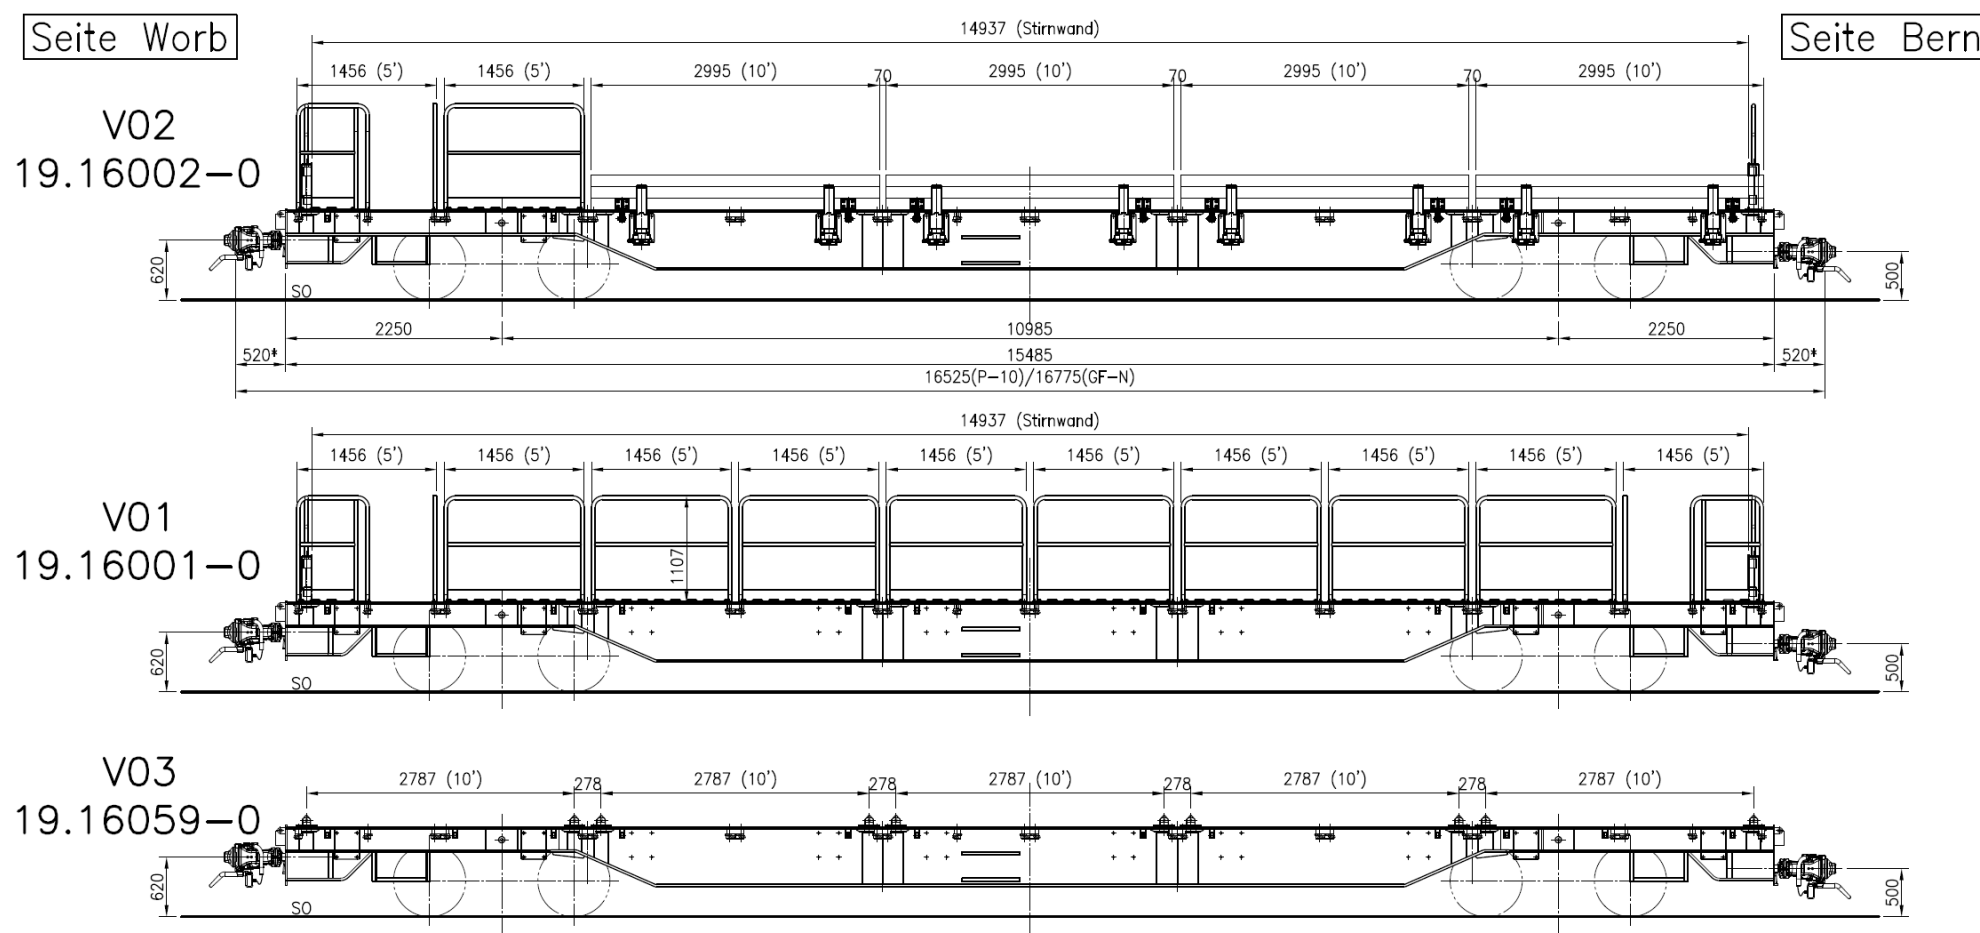 Seite Worb
14937 (Stirnwand)
Seite Bern
1456 (5') 1456 (5') 2995 (10') 70 2995 (10') 70 2995 (10') 70 2995 (10')
V02
19.16002-0
620
SO
500
2250 10985 2250
520* 15485 520*
16525(P-10)/16775(GF-N)
14937 (Stirnwand)
1456 (5') 1456 (5') 1456 (5') 1456 (5') 1456 (5') 1456 (5') 1456 (5') 1456 (5') 1456 (5') 1456 (5')
V01
19.16001-0
1107
620
SO
500
V03
19.16059-0
2787 (10') 278 2787 (10') 278 2787 (10') 278 2787 (10') 278 2787 (10')
620
SO
500